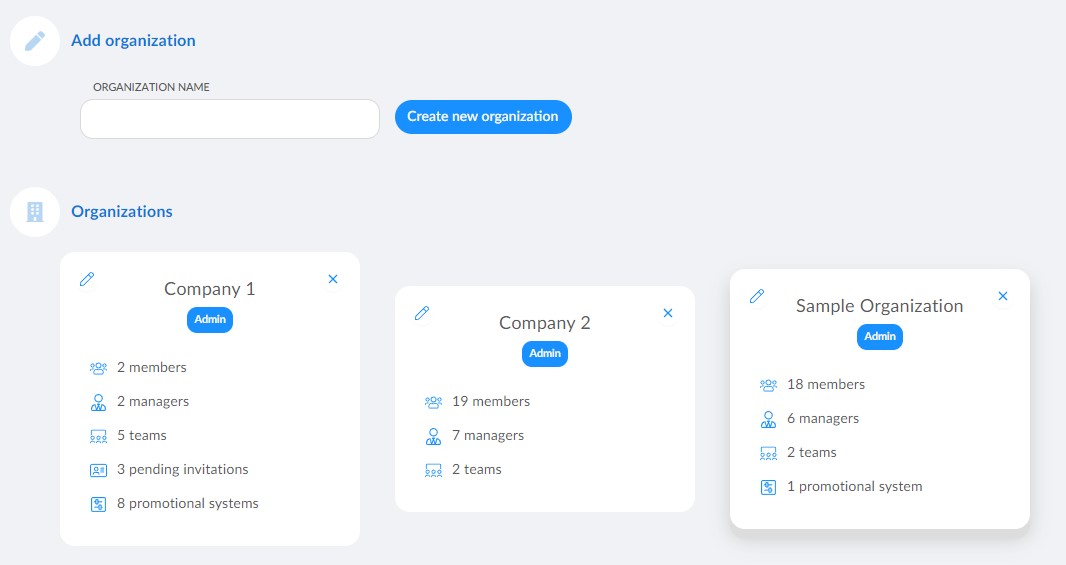 Add organization
ORGANIZATION NAME
Create new organization
Organizations
Company 1
Admin
2 members
2 managers
5 teams
3 pending invitations
8 promotional systems
Company 2
Admin
19 members
7 managers
2 teams
Sample Organization
Admin
18 members
6 managers
2 teams
1 promotional system